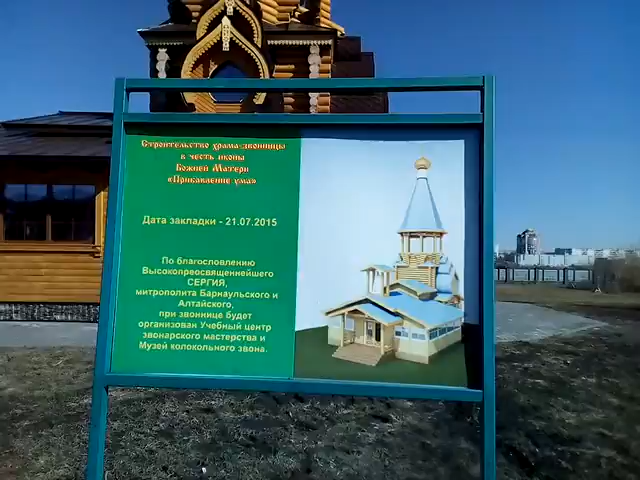 Строительство храма-звонницы
в честь иконы
Божией Матери
«Прибавление ума»
Дата закладки - 21.07.2015
По благословлению
Высокопреосвященнейшего
СЕРГИЯ,
митрополита Барнаульского и
Алтайского,
при звоннице будет
организован Учебный центр
звонарского мастерства и
Музей колокольного звона.